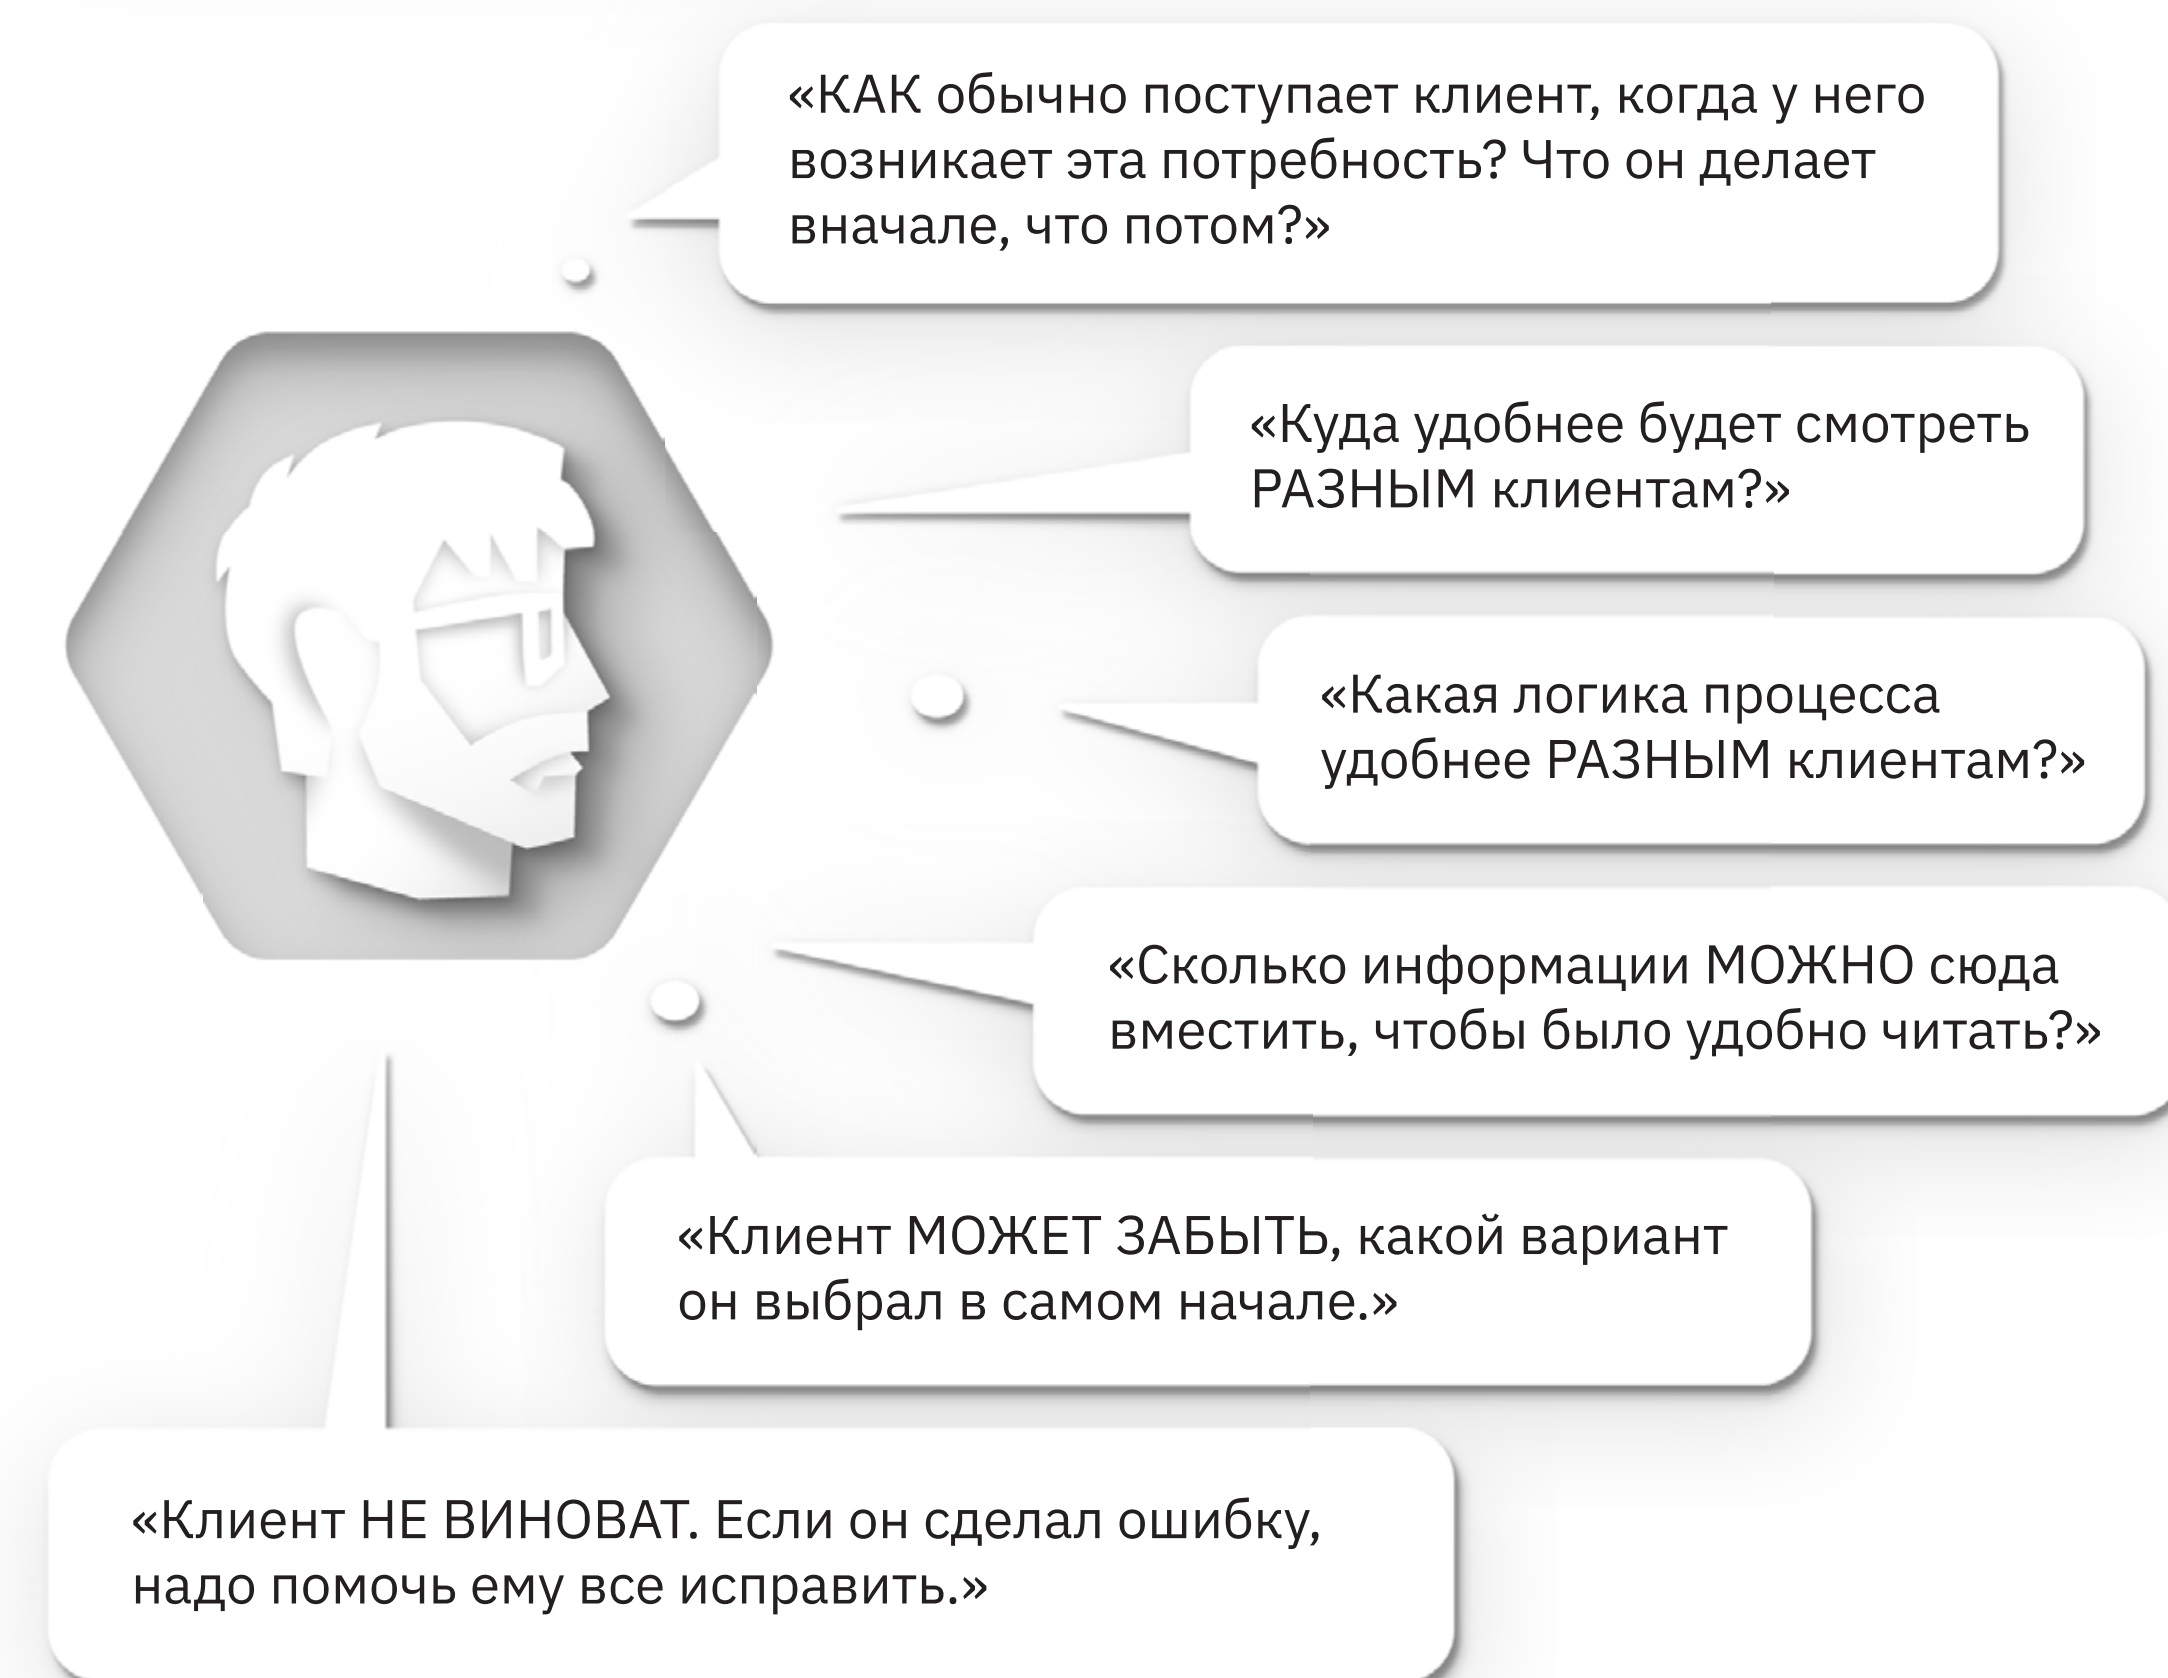 «КАК обычно поступает клиент, когда у него
возникает эта потребность? Что он делает
вначале, что потом?»
«Куда удобнее будет смотреть
РАЗНЫМ клиентам?»
«Какая логика процесса
удобнее РАЗНЫМ клиентам?»
«Сколько информации МОЖНО сюда
вместить, чтобы было удобно читать?»
«Клиент МОЖЕТ ЗАБЫТЬ, какой вариант
он выбрал в самом начале.»
«Клиент НЕ ВИНОВАТ. Если он сделал ошибку,
надо помочь ему все исправить.»